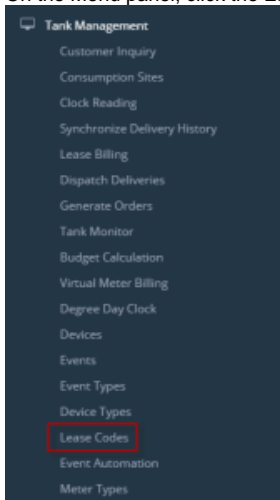 On the Menu panel, click the
Tank Management
Customer Inquiry
Consumption Sites
Clock Reading
Synchronize Delivery History
Lease Billing
Dispatch Deliveries
Generate Orders
Tank Monitor
Budget Calculation
Virtual Meter Billing
Degree Day Clock
Devices
Events
Event Types
Device Types
Lease Codes
Event Automation
Meter Types